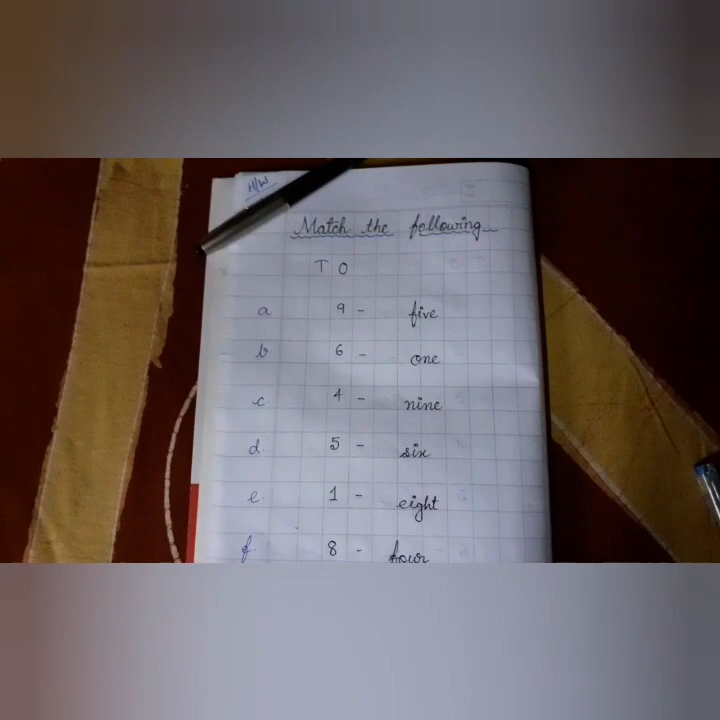 H/W
Match the following
T O
a 9 - five
b 6 - one
c. 4 - nine
d. 5 - six
e. 1 - eight
f. 8 - four